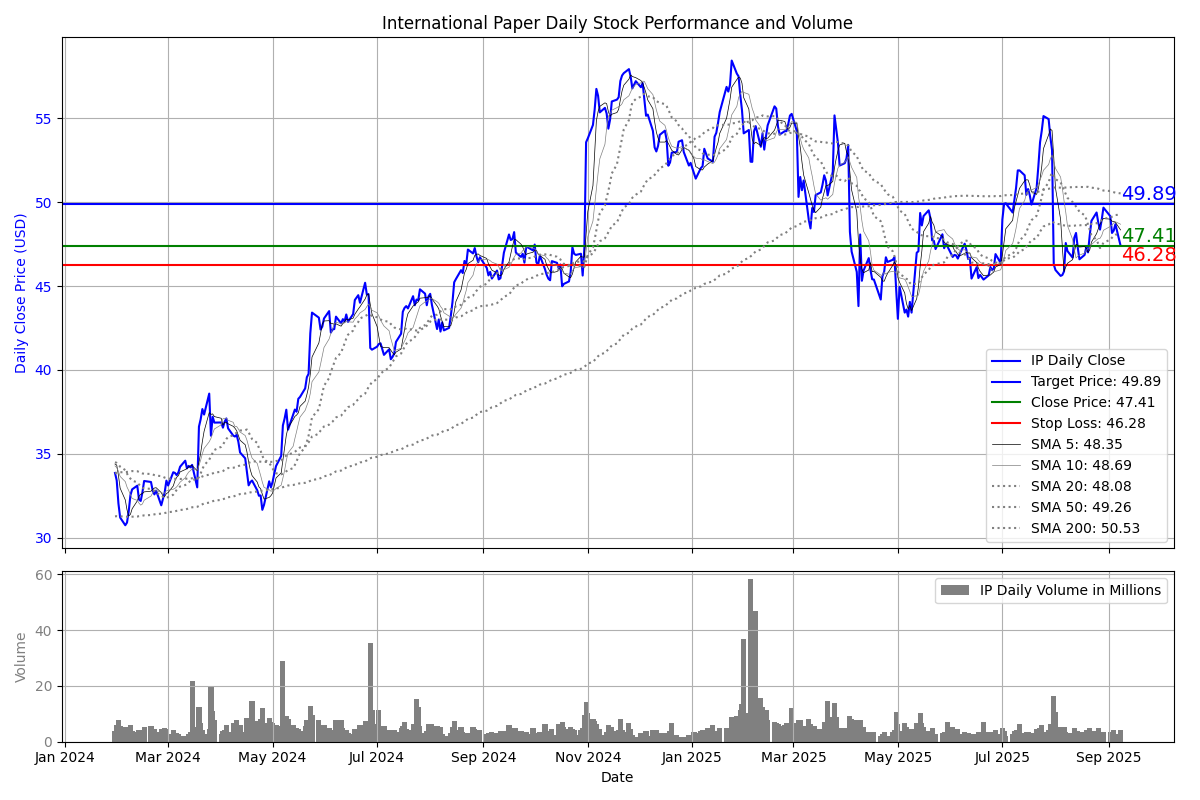 International Paper Daily Stock Performance and Volume
Daily Close Price (USD)
55
50
45
40
35
30
49.89
47.41
46.28
IP Daily Close
Target Price: 49.89
Close Price: 47.41
Stop Loss: 46.28
SMA 5: 48.35
SMA 10: 48.69
SMA 20: 48.08
SMA 50: 49.26
SMA 200: 50.53
Volume
60
40
20
0
IP Daily Volume in Millions
Jan 2024 Mar 2024 May 2024 Jul 2024 Sep 2024 Nov 2024 Jan 2025 Mar 2025 May 2025 Jul 2025 Sep 2025
Date